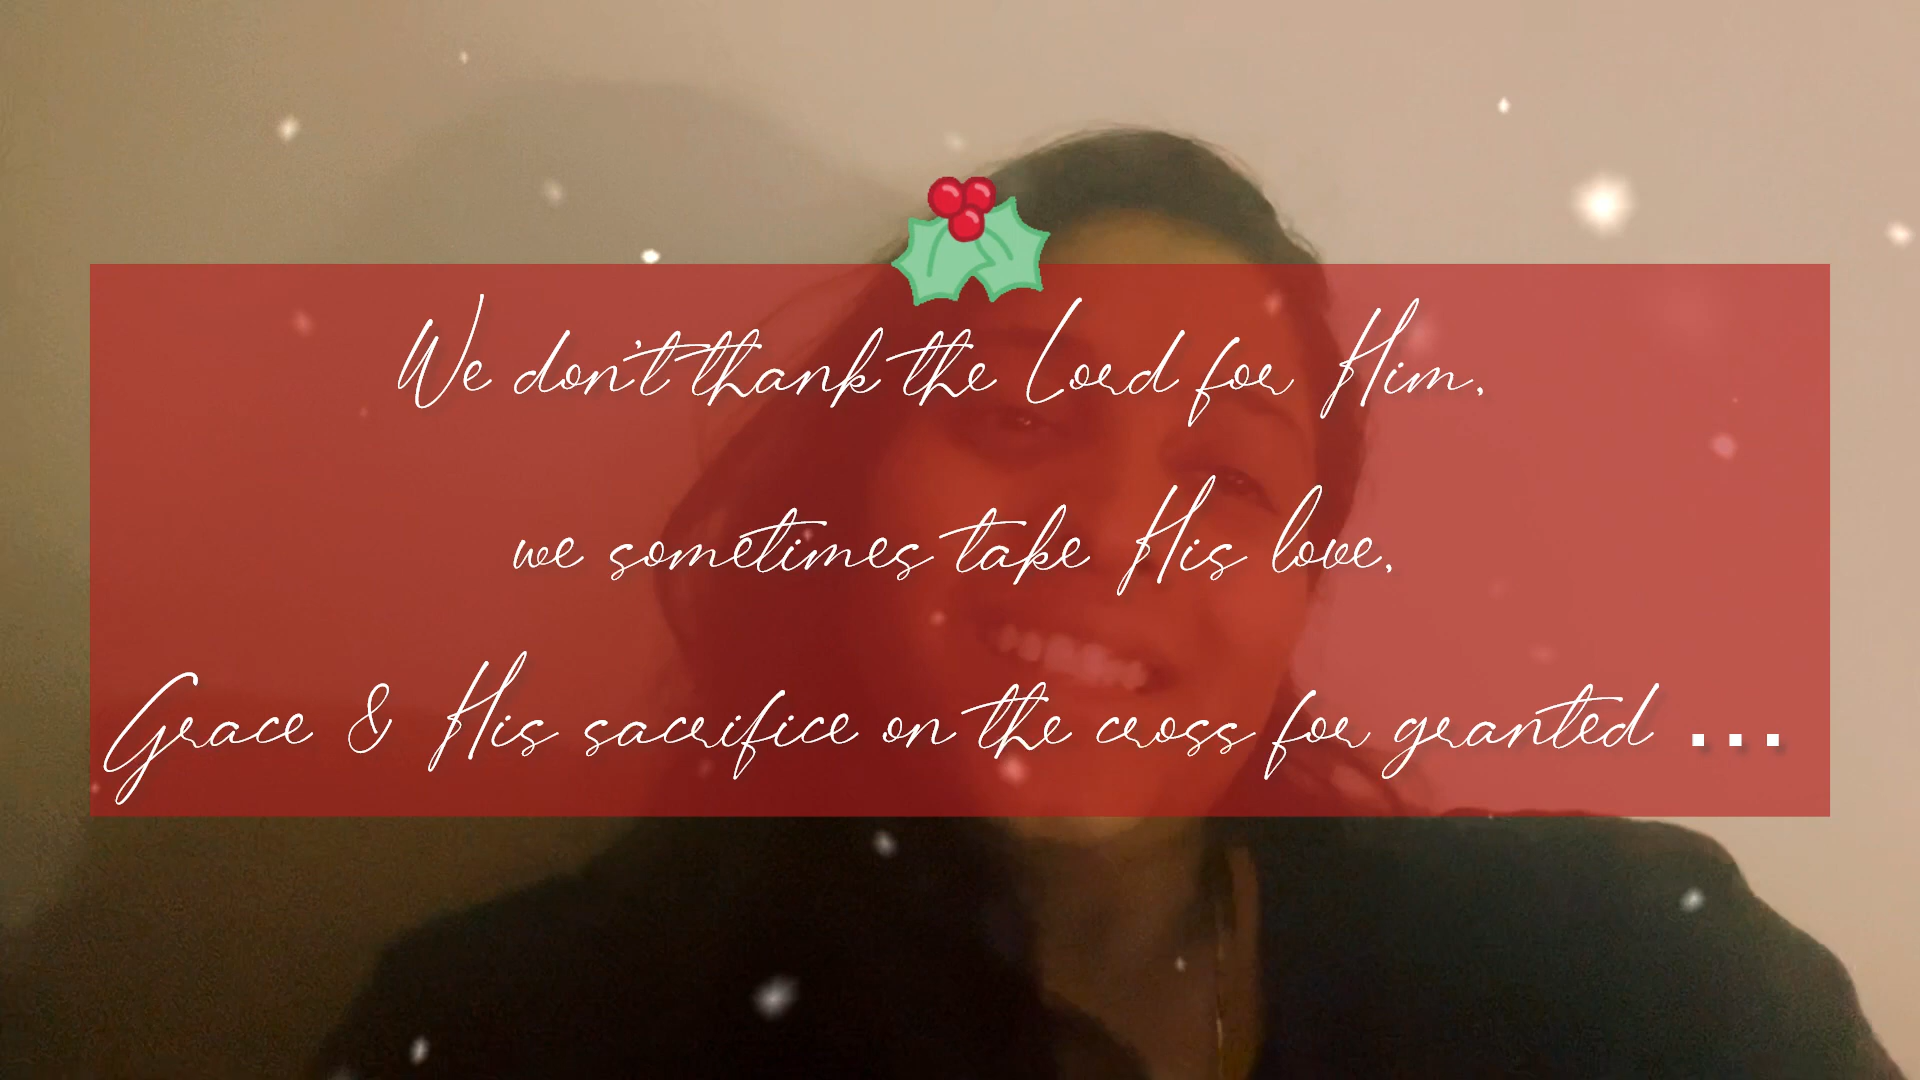 We don't thank the Lord for Him,
we sometimes take His love,
Grace & His sacrifice on the cross for granted ...